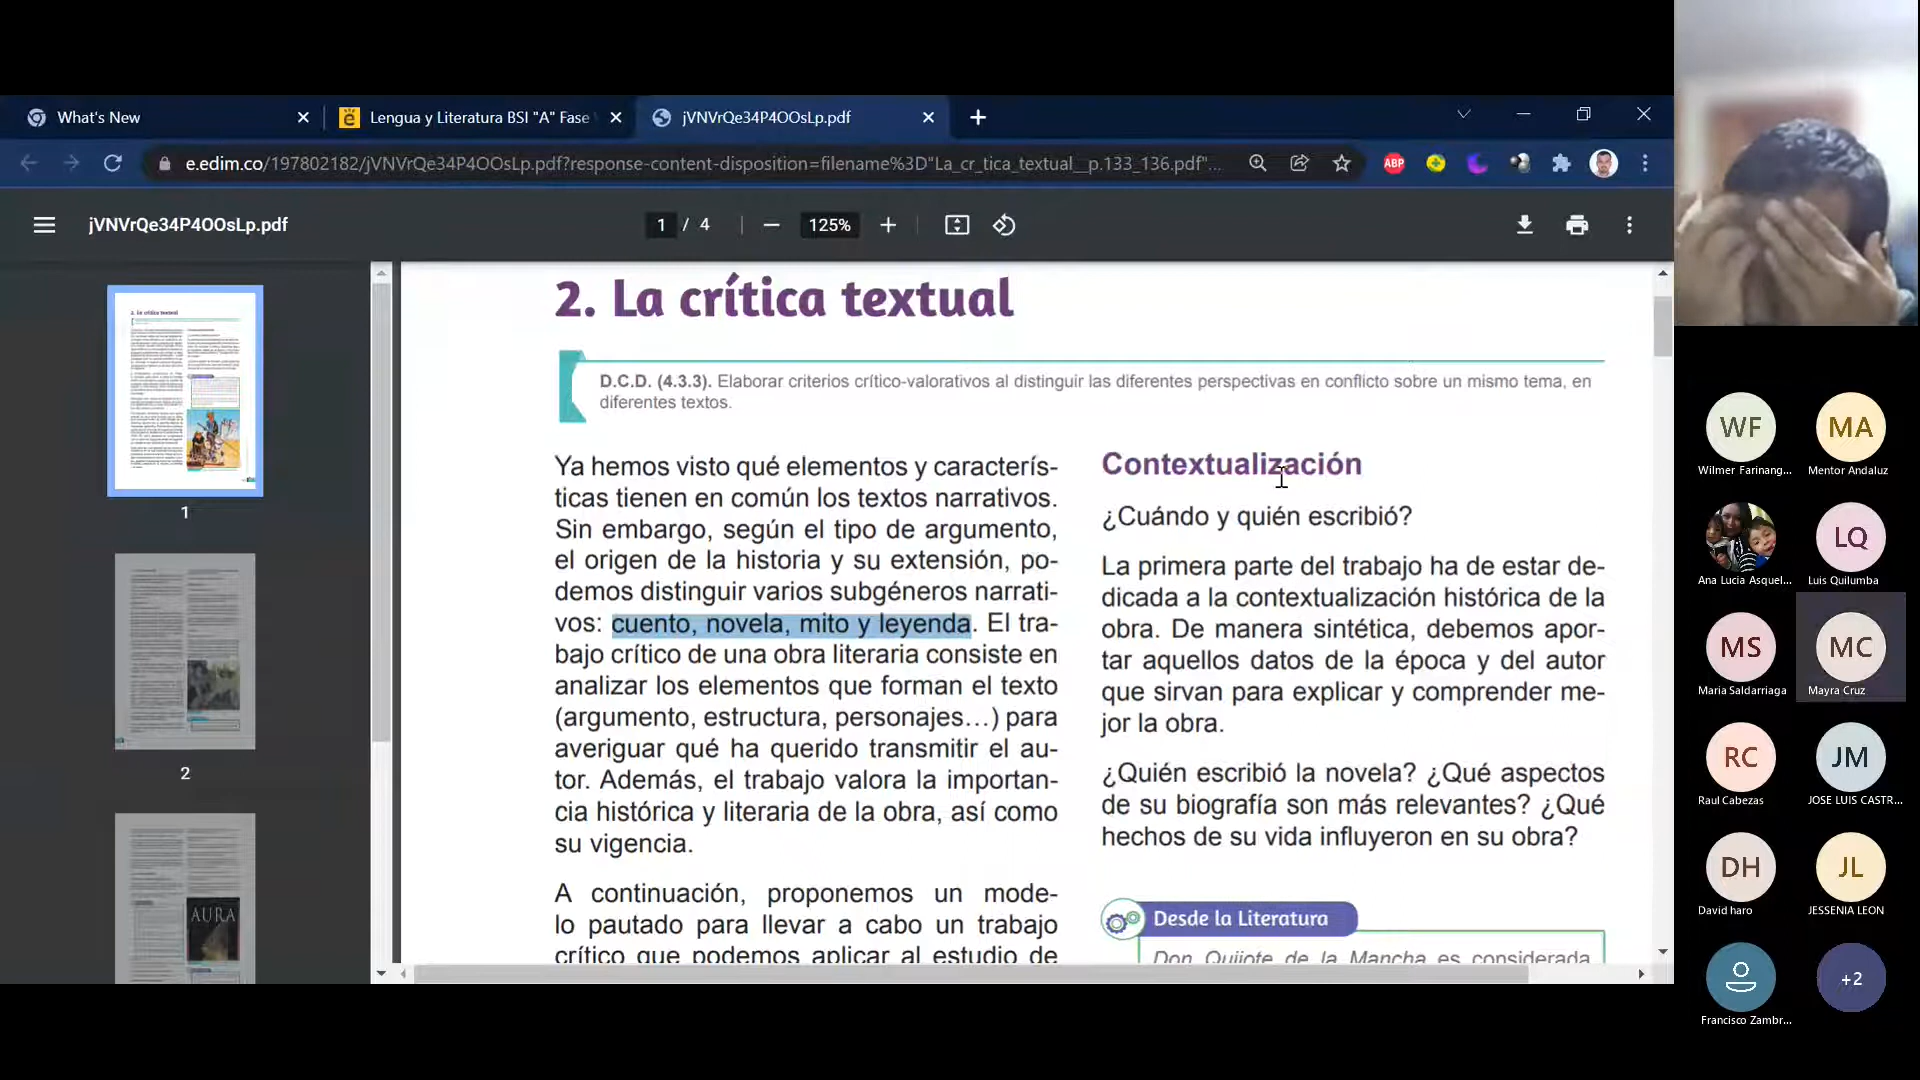 What's New
Lengua y Literatura BSI "A" Fase
jVNVrQe34P4OOsLp.pdf
e.edim.co/197802182/jVNVrQe34P4OOsLp.pdf?response-content-disposition=filename%3D"La_cr_tica_textual__p.133_136.pdf"...
ABP
jVNVrQe34P4OOsLp.pdf
1 / 4
125%
2. La crítica textual
D.C.D. (4.3.3). Elaborar criterios crítico-valorativos al distinguir las diferentes perspectivas en conflicto sobre un mismo tema, en
diferentes textos.
Ya hemos visto qué elementos y caracterís-
ticas tienen en común los textos narrativos.
Sin embargo, según el tipo de argumento,
el origen de la historia y su extensión, po-
demos distinguir varios subgéneros narrati-
vos: cuento, novela, mito y leyenda. El tra-
bajo crítico de una obra literaria consiste en
analizar los elementos que forman el texto
(argumento, estructura, personajes...) para
averiguar qué ha querido transmitir el au-
tor. Además, el trabajo valora la importan-
cia histórica y literaria de la obra, así como
su vigencia.
A continuación, proponemos un mode-
lo pautado para llevar a cabo un trabajo
crítico que podemos aplicar al estudio de
Contextualización
¿Cuándo y quién escribió?
La primera parte del trabajo ha de estar de-
dicada a la contextualización histórica de la
obra. De manera sintética, debemos apor-
tar aquellos datos de la época y del autor
que sirvan para explicar y comprender me-
jor la obra.
¿Quién escribió la novela? ¿Qué aspectos
de su biografía son más relevantes? ¿Qué
hechos de su vida influyeron en su obra?
Desde la Literatura
Don Quijote de la Mancha es considerada
2. La crítica textual
1
2
AURA
WF
Wilmer Farinang...
MA
Mentor Andaluz
Ana Lucia Asquel...
LQ
Luis Quilumba
MS
Maria Saldarriaga
MC
Mayra Cruz
RC
Raul Cabezas
JM
JOSE LUIS CASTR...
DH
David haro
JL
JESSENIA LEON
Francisco Zambr...
+2